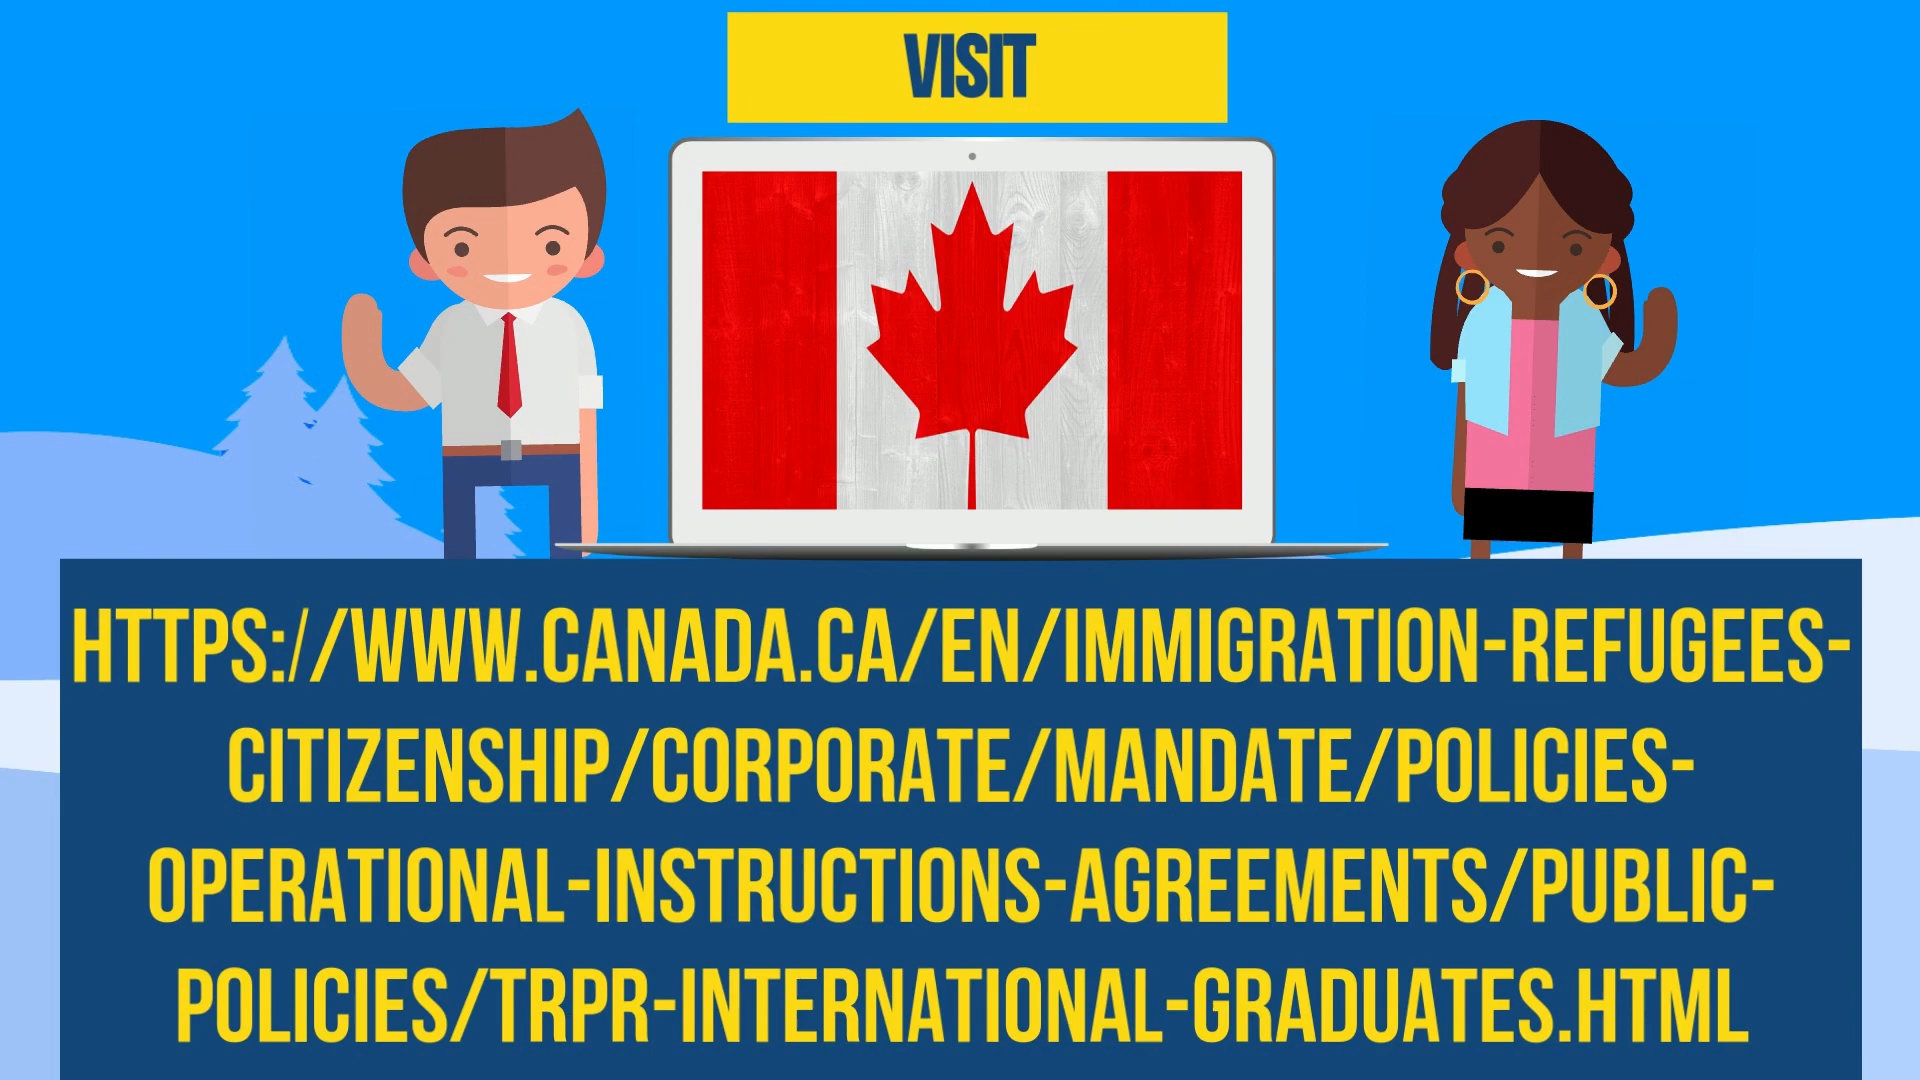 VISIT
HTTPS://WWW.CANADA.CA/EN/IMMIGRATION-REFUGEES-
CITIZENSHIP/CORPORATE/MANDATE/POLICIES-
OPERATIONAL-INSTRUCTIONS-AGREEMENTS/PUBLIC-
POLICIES/TRPR-INTERNATIONAL-GRADUATES.HTML